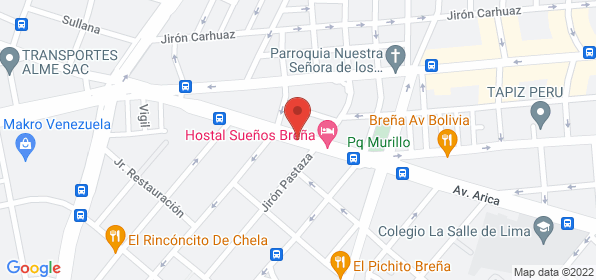 Sullana
Jirón Carhuaz
Jirón Carhuaz
TRANSPORTES
ALME SAC
Parroquia Nuestra
Señora de los...
TAPIZ PERU
Vigil
Makro Venezuela
Hostal Sueños Breña
Pq Murillo
Breña Av Bolivia
Jr. Restauración
Jirón Pastaza
Av. Arica
Colegio La Salle de Lima
El Rincóncito De Chela
El Pichito Breña
Google
Map data ©2022